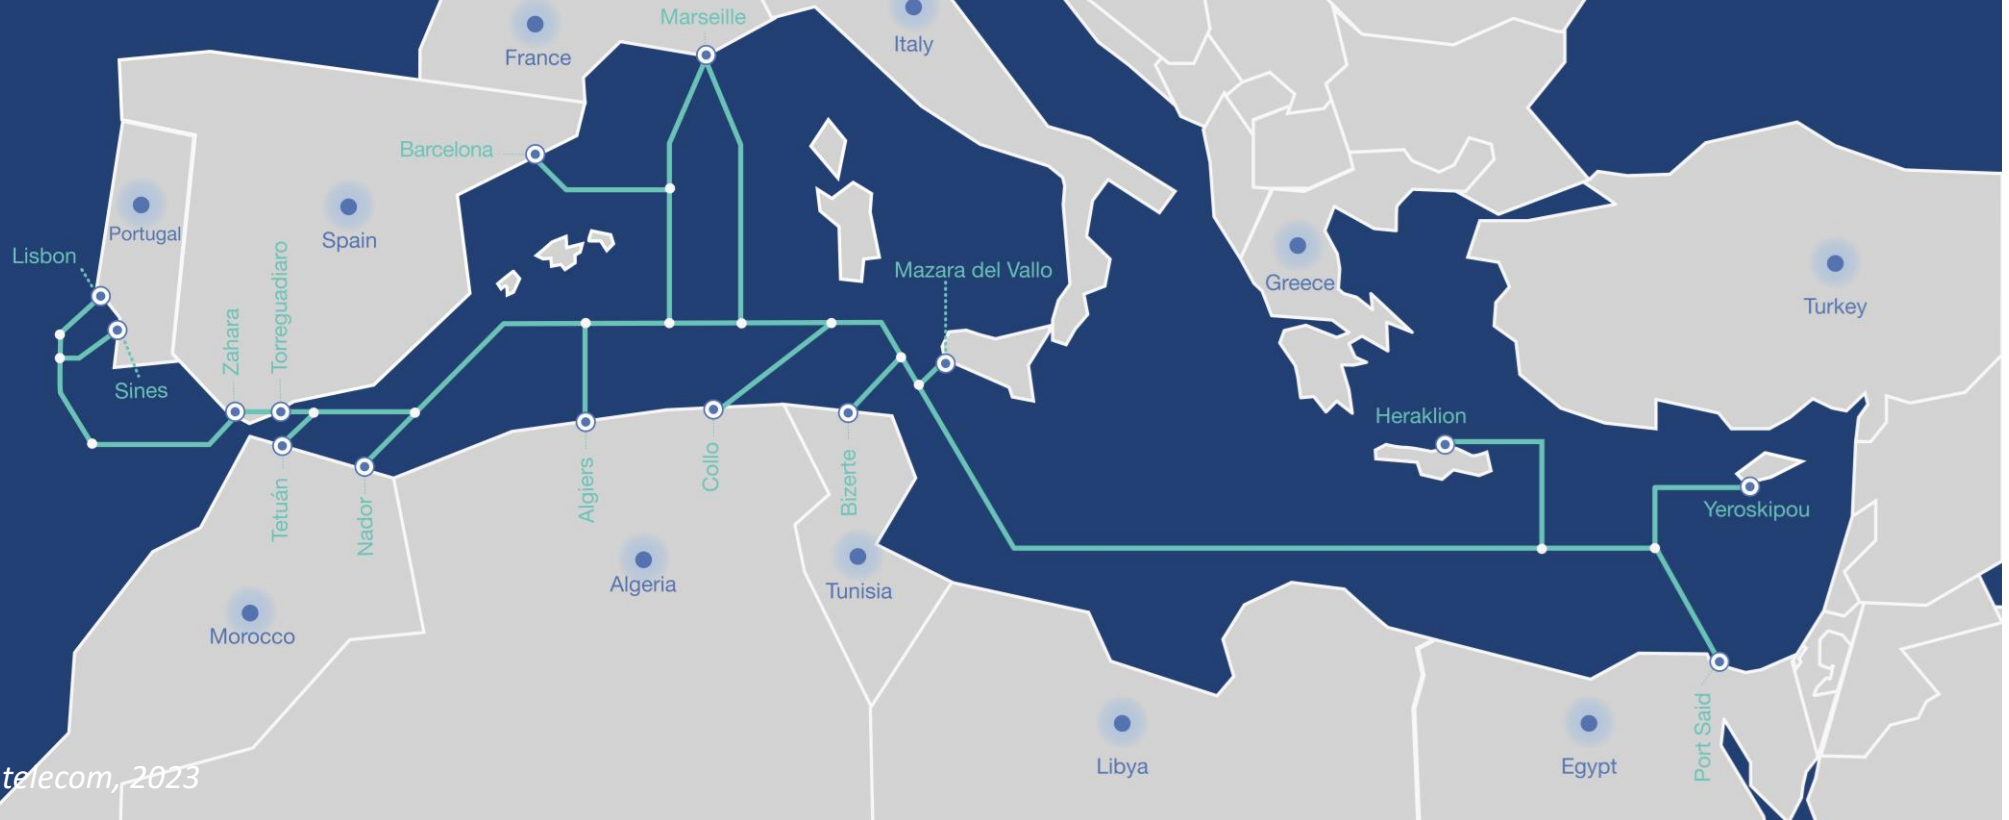 Marseille
France
Italy
Barcelona
Portugal
Spain
Lisbon
Zahara
Torreguadiaro
Sines
Mazara del Vallo
Greece
Turkey
Heraklion
Yeroskipou
Tetuán
Nador
Algiers
Collo
Bizerte
Morocco
Algeria
Tunisia
Libya
Egypt
Port Said
telecom, 2023